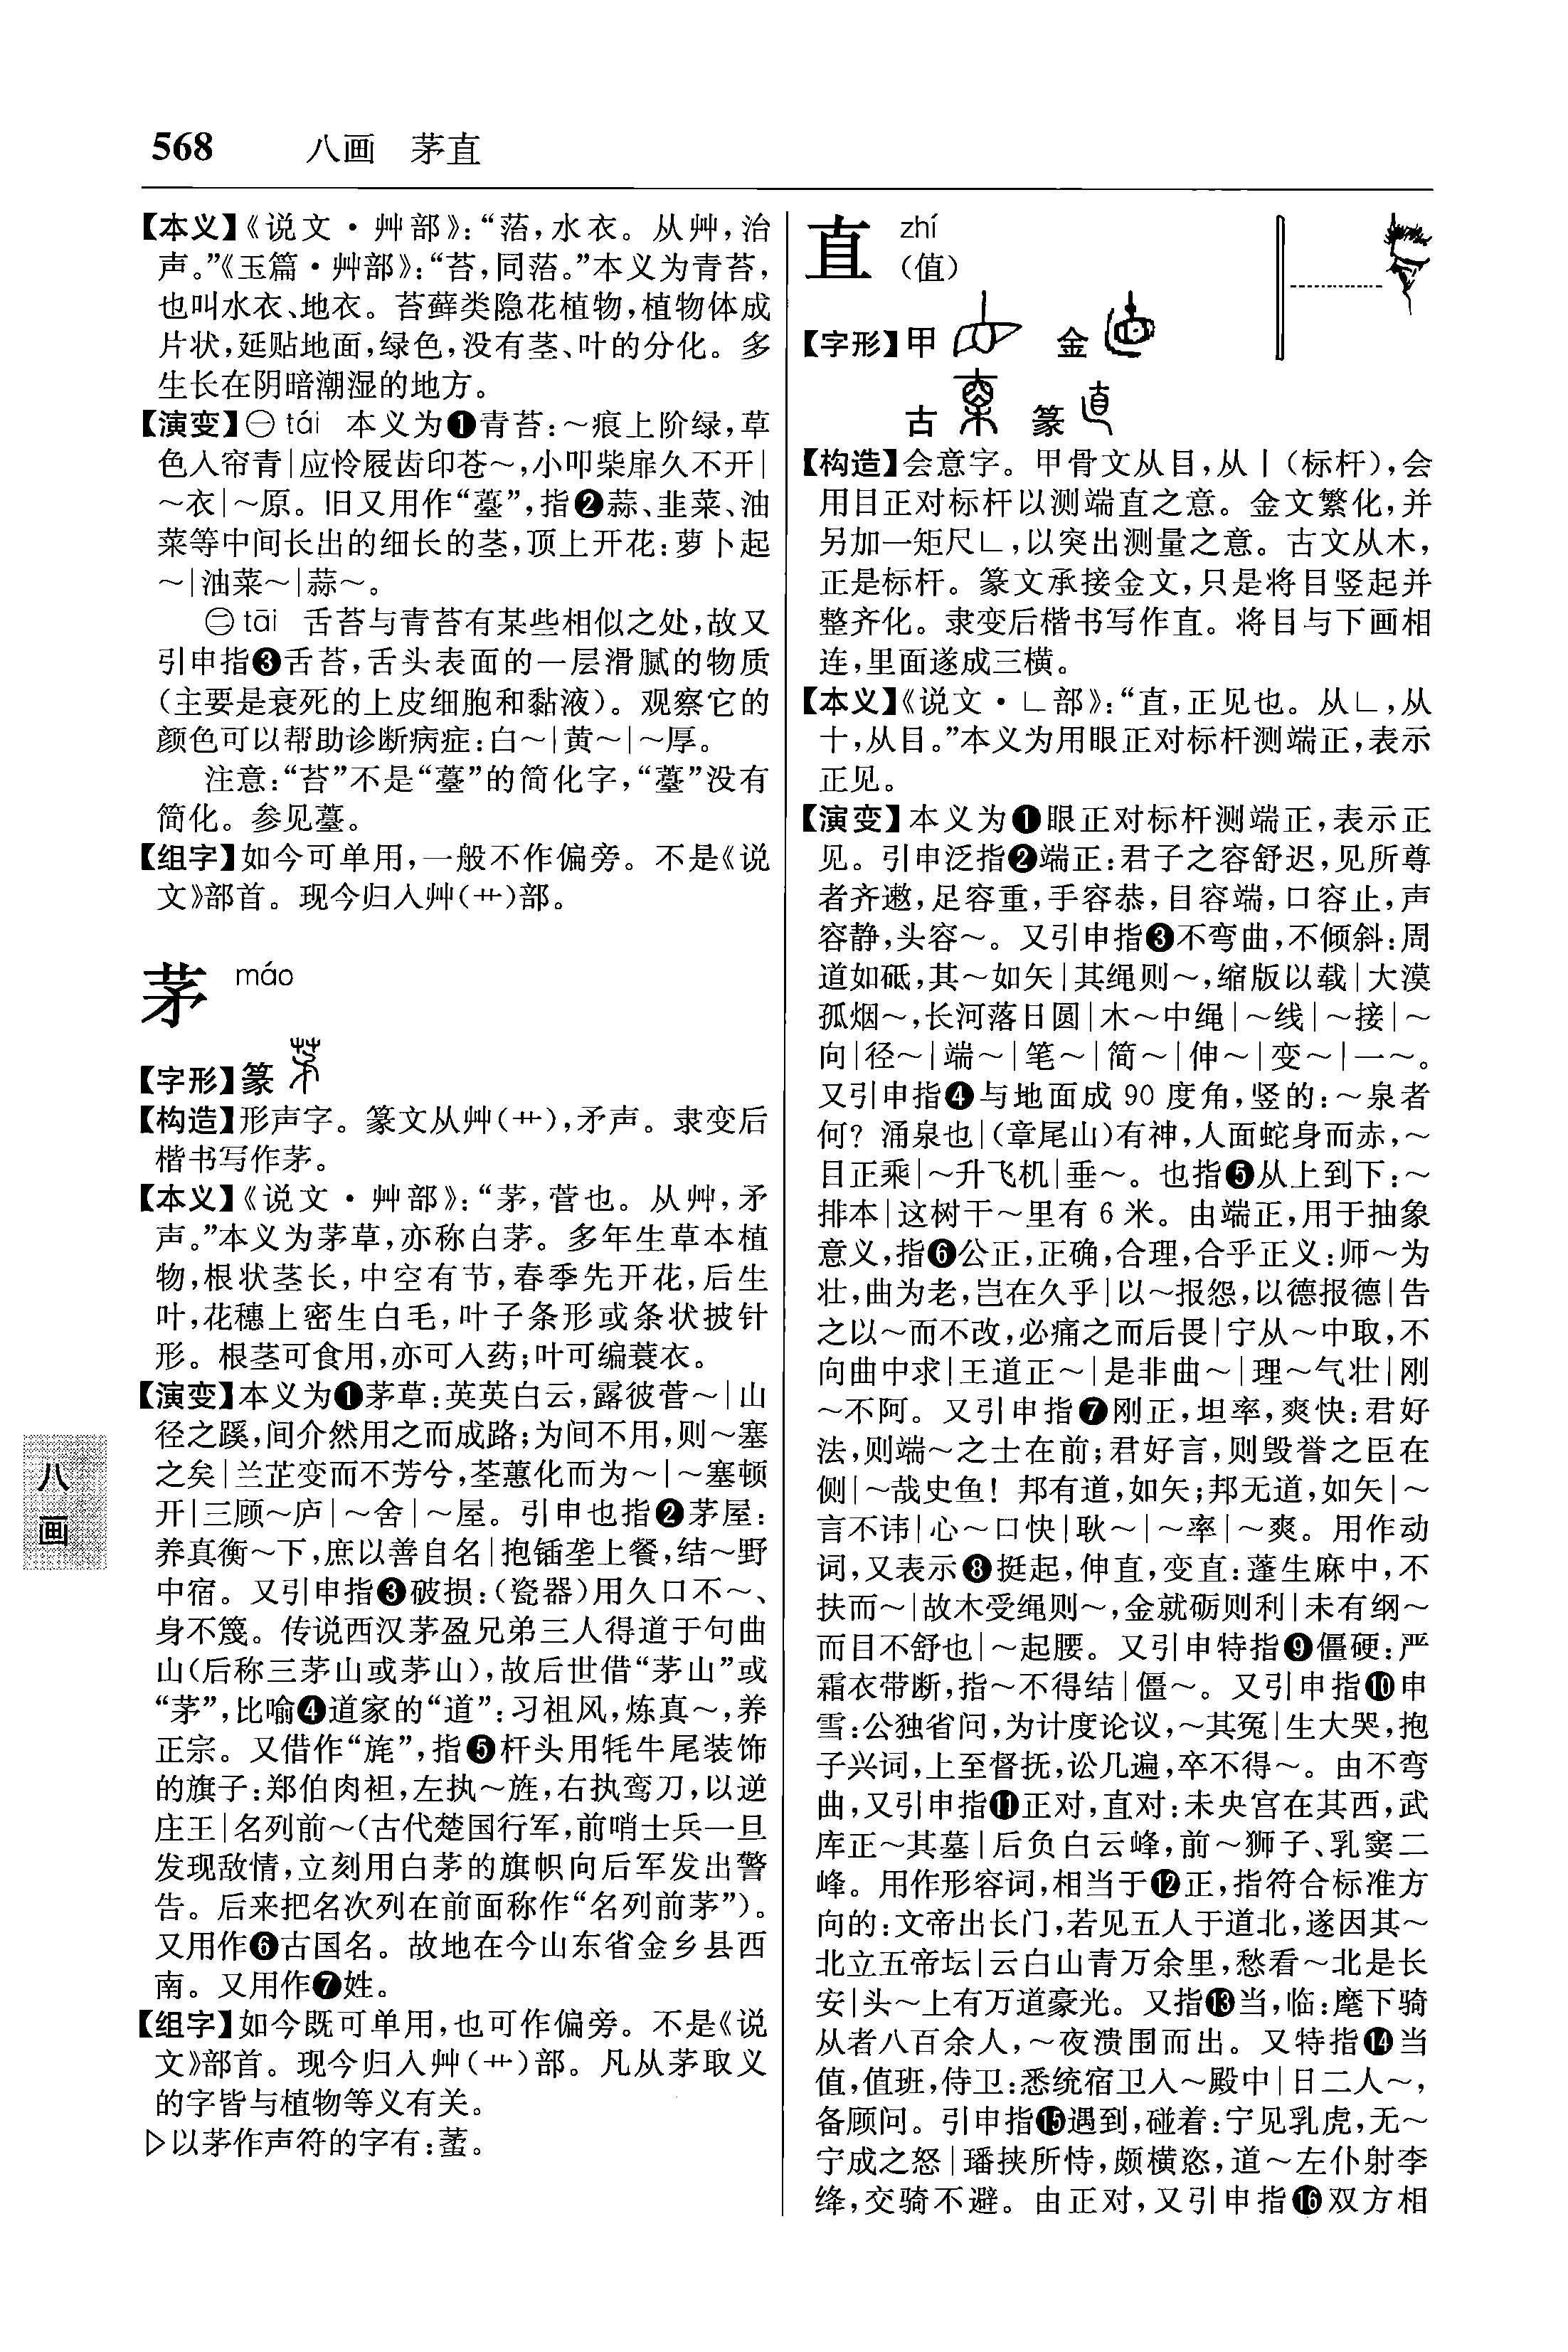 568 八画 茅直
【本义】《说文·艸部》：“菭，水衣。从艸，治
声。”《玉篇·艸部》：“苔，同菭。”本义为青苔，
也叫水衣、地衣。苔藓类隐花植物，植物体成
片状，延贴地面，绿色，没有茎、叶的分化。多
生长在阴暗潮湿的地方。
【演变】㊀tái 本义为❶青苔：～痕上阶绿，草
色入帘青｜应怜屐齿印苍～，小叩柴扉久不开｜
～衣｜～原。旧又用作“薹”，指❷蒜、韭菜、油
菜等中间长出的细长的茎，顶上开花：萝卜起
～｜油菜～｜蒜～。
㊁tāi 舌苔与青苔有某些相似之处，故又
引申指❸舌苔，舌头表面的一层滑腻的物质
（主要是衰死的上皮细胞和黏液）。观察它的
颜色可以帮助诊断病症：白～｜黄～｜～厚。
注意：“苔”不是“薹”的简化字，“薹”没有
简化。参见薹。
【组字】如今可单用，一般不作偏旁。不是《说
文》部首。现今归入艸（艹）部。
茅 máo
【字形】篆
【构造】形声字。篆文从艸（艹），矛声。隶变后
楷书写作茅。
【本义】《说文·艸部》：“茅，菅也。从艸，矛
声。”本义为茅草，亦称白茅。多年生草本植
物，根状茎长，中空有节，春季先开花，后生
叶，花穗上密生白毛，叶子条形或条状披针
形。根茎可食用，亦可入药；叶可编蓑衣。
【演变】本义为❶茅草：英英白云，露彼菅～｜山
径之蹊，间介然用之而成路；为间不用，则～塞
之矣｜兰芷变而不芳兮，荃蕙化而为～｜～塞顿
开｜三顾～庐｜～舍｜～屋。引申也指❷茅屋：
养真衡～下，庶以善自名｜抱锸垄上餐，结～野
中宿。又引申指❸破损：（瓷器）用久口不～、
身不篾。传说西汉茅盈兄弟三人得道于句曲
山（后称三茅山或茅山），故后世借“茅山”或
“茅”，比喻❹道家的“道”：习祖风，炼真～，养
正宗。又借作“旄”，指❺杆头用牦牛尾装饰
的旗子：郑伯肉袒，左执～旌，右执鸾刀，以逆
庄王｜名列前～（古代楚国行军，前哨士兵一旦
发现敌情，立刻用白茅的旗帜向后军发出警
告。后来把名次列在前面称作“名列前茅”）。
又用作❻古国名。故地在今山东省金乡县西
南。又用作❼姓。
【组字】如今既可单用，也可作偏旁。不是《说
文》部首。现今归入艸（艹）部。凡从茅取义
的字皆与植物等义有关。
▷以茅作声符的字有：蝥。
八
画
直 zhí
（值）
【字形】甲 金
古 篆
【构造】会意字。甲骨文从目，从丨（标杆），会
用目正对标杆以测端直之意。金文繁化，并
另加一矩尺∟，以突出测量之意。古文从木，
正是标杆。篆文承接金文，只是将目竖起并
整齐化。隶变后楷书写作直。将目与下画相
连，里面遂成三横。
【本义】《说文·∟部》：“直，正见也。从∟，从
十，从目。”本义为用眼正对标杆测端正，表示
正见。
【演变】本义为❶眼正对标杆测端正，表示正
见。引申泛指❷端正：君子之容舒迟，见所尊
者齐遬，足容重，手容恭，目容端，口容止，声
容静，头容～。又引申指❸不弯曲，不倾斜：周
道如砥，其～如矢｜其绳则～，缩版以载｜大漠
孤烟～，长河落日圆｜木～中绳｜～线｜～接｜～
向｜径～｜端～｜笔～｜简～｜伸～｜变～｜一～。
又引申指❹与地面成 90 度角，竖的：～泉者
何？涌泉也｜（章尾山）有神，人面蛇身而赤，～
目正乘｜～升飞机｜垂～。也指❺从上到下：～
排本｜这树干～里有 6 米。由端正，用于抽象
意义，指❻公正，正确，合理，合乎正义：师～为
壮，曲为老，岂在久乎｜以～报怨，以德报德｜告
之以～而不改，必痛之而后畏｜宁从～中取，不
向曲中求｜王道正～｜是非曲～｜理～气壮｜刚
～不阿。又引申指❼刚正，坦率，爽快：君好
法，则端～之士在前；君好言，则毁誉之臣在
侧｜～哉史鱼！邦有道，如矢；邦无道，如矢｜～
言不讳｜心～口快｜耿～｜～率｜～爽。用作动
词，又表示❽挺起，伸直，变直：蓬生麻中，不
扶而～｜故木受绳则～，金就砺则利｜未有纲～
而目不舒也｜～起腰。又引申特指❾僵硬：严
霜衣带断，指～不得结｜僵～。又引申指❿申
雪：公独省问，为计度论议，～其冤｜生大哭，抱
子兴词，上至督抚，讼几遍，卒不得～。由不弯
曲，又引申指⓫正对，直对：未央宫在其西，武
库正～其墓｜后负白云峰，前～狮子、乳窦二
峰。用作形容词，相当于⓬正，指符合标准方
向的：文帝出长门，若见五人于道北，遂因其～
北立五帝坛｜云白山青万余里，愁看～北是长
安｜头～上有万道豪光。又指⓭当，临：麾下骑
从者八百余人，～夜溃围而出。又特指⓮当
值，值班，侍卫：悉统宿卫入～殿中｜日二人～，
备顾问。引申指⓯遇到，碰着：宁见乳虎，无～
宁成之怒｜璠挟所恃，颇横恣，道～左仆射李
绛，交骑不避。由正对，又引申指⓰双方相